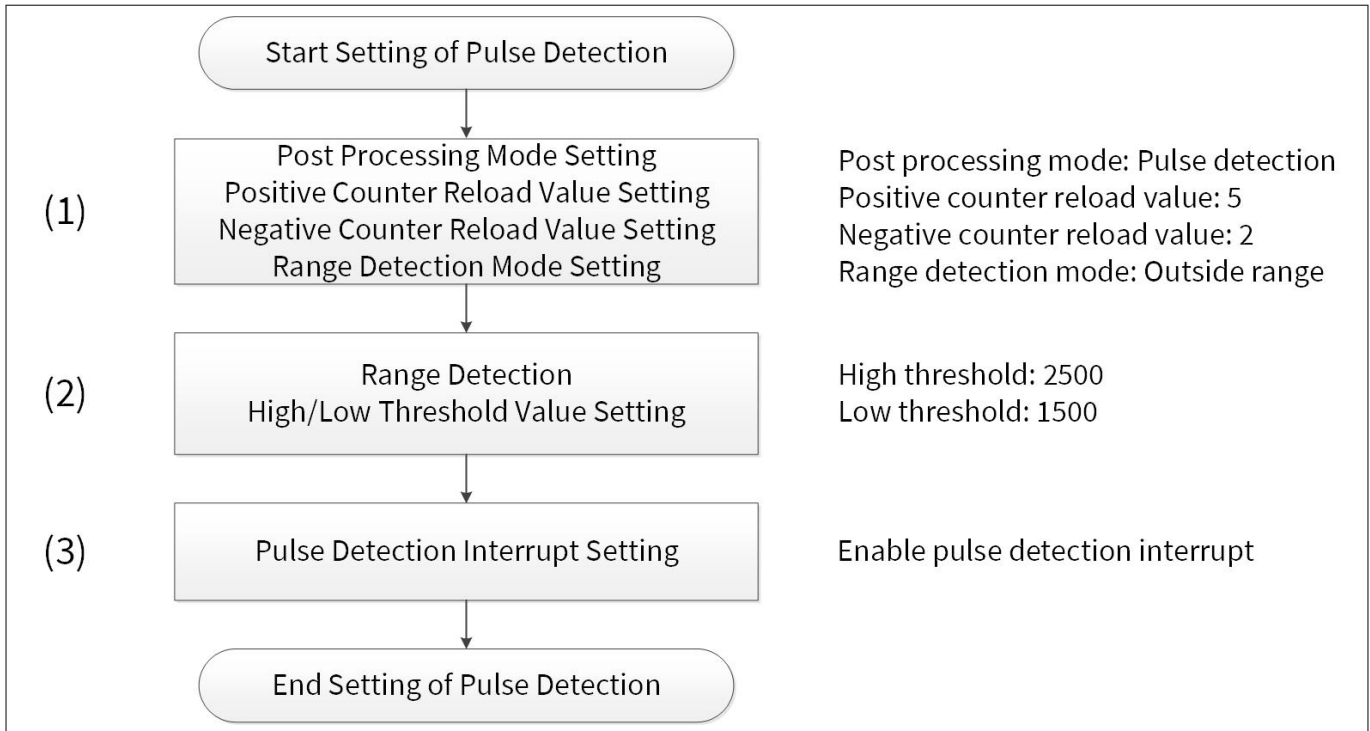 Start Setting of Pulse Detection
(1)
Post Processing Mode Setting
Positive Counter Reload Value Setting
Negative Counter Reload Value Setting
Range Detection Mode Setting
Post processing mode: Pulse detection
Positive counter reload value: 5
Negative counter reload value: 2
Range detection mode: Outside range
(2)
Range Detection
High/Low Threshold Value Setting
High threshold: 2500
Low threshold: 1500
(3)
Pulse Detection Interrupt Setting
Enable pulse detection interrupt
End Setting of Pulse Detection